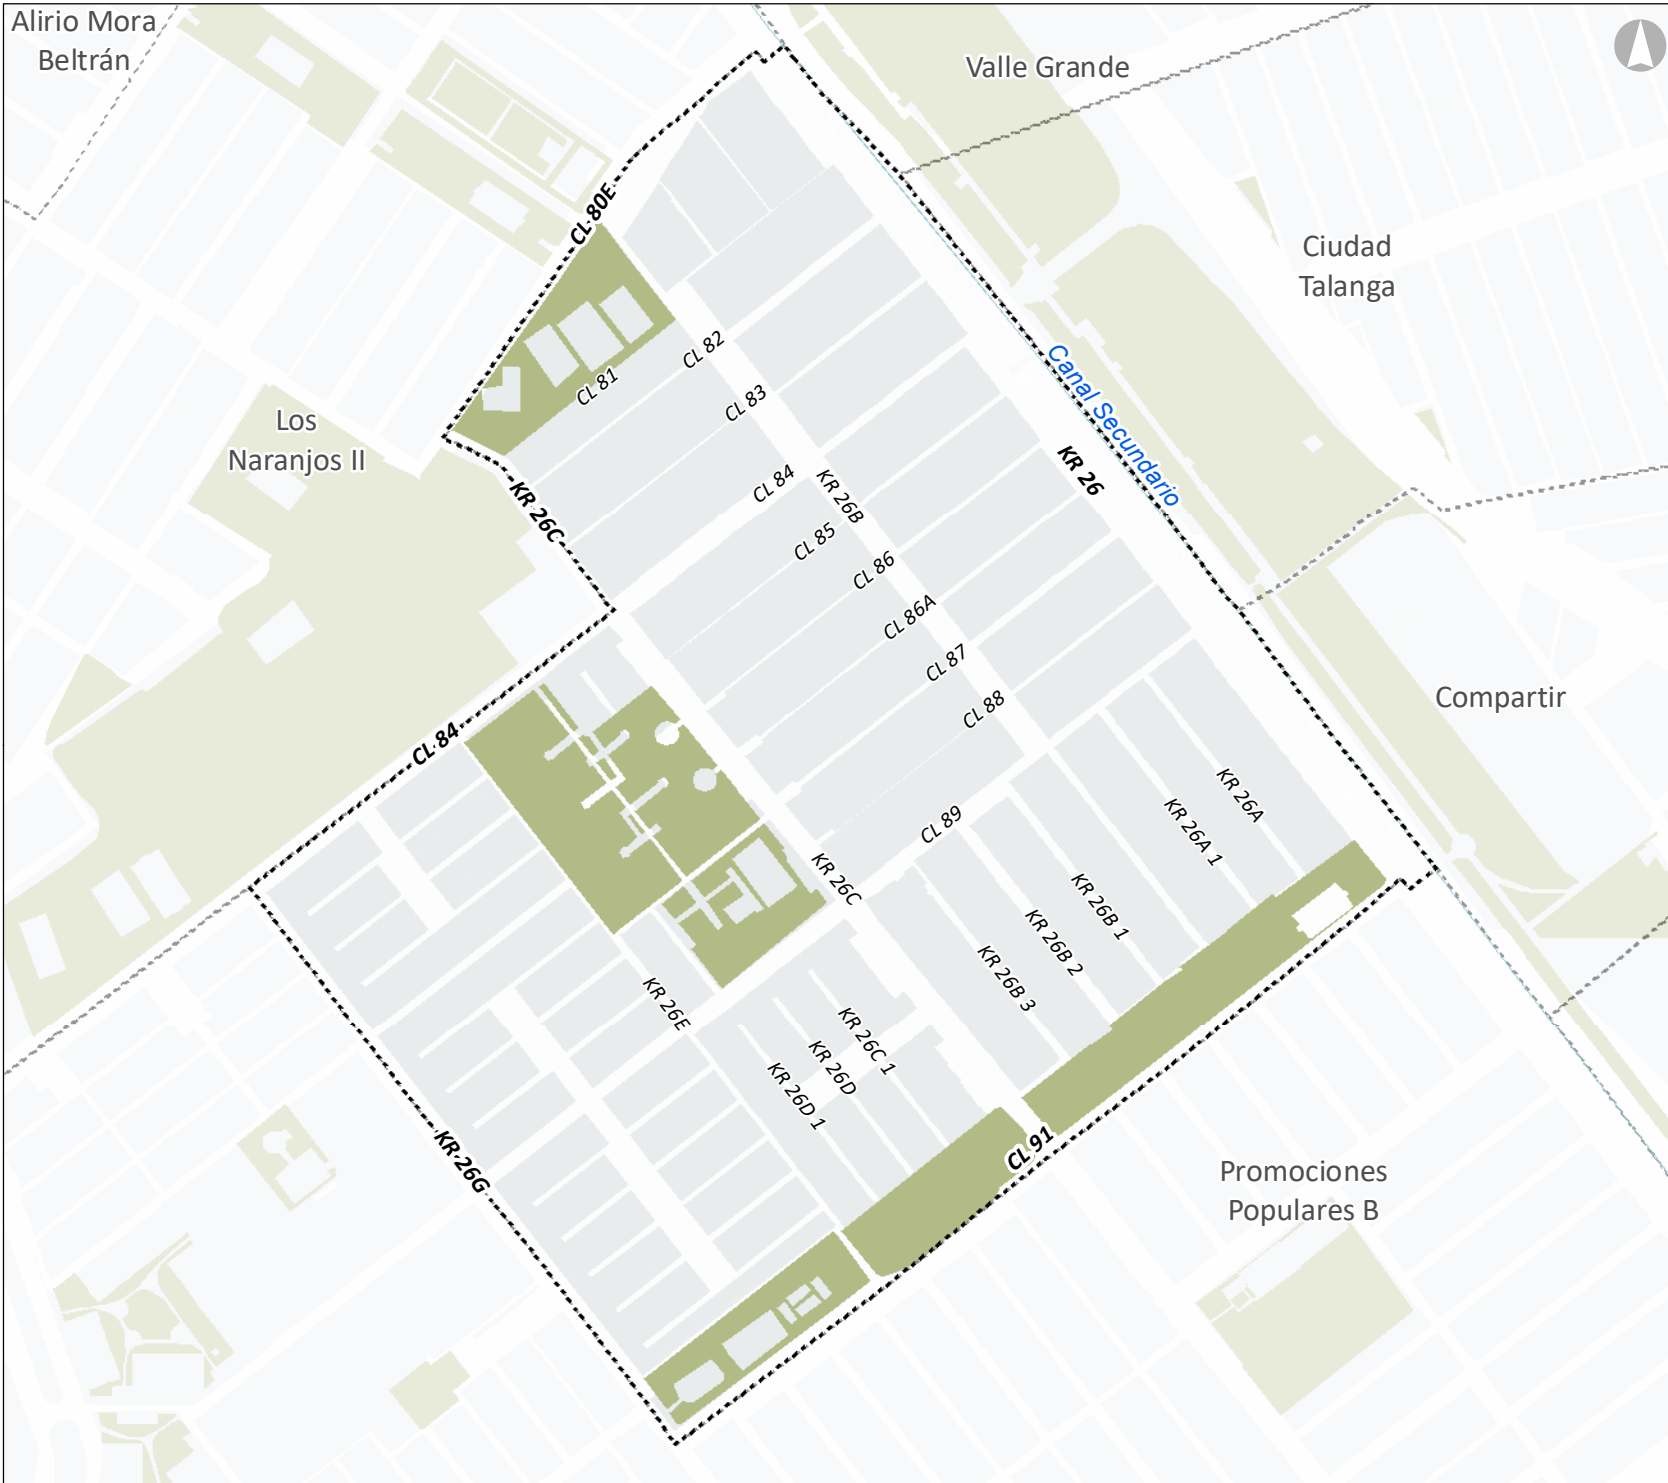 Alirio Mora
Beltrán
Valle Grande
CL 80E
Ciudad
Talanga
CL 82
Canal Secundario
CL 81
CL 83
Los
Naranjos II
KR 26
CL 84
KR 26B
KR 26C
CL 85
CL 86
CL 86A
CL 87
CL 88
Compartir
CL 84
KR 26A
KR 26A 1
CL 89
KR 26C
KR 26B 1
KR 26B 2
KR 26B 3
KR 26E
KR 26C 1
KR 26D
KR 26D 1
CL 91
KR 26G
Promociones
Populares B